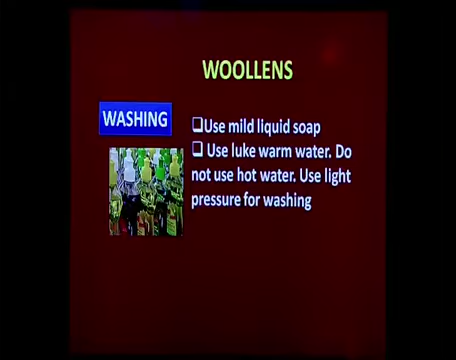 WOOLLENS
WASHING
❑Use mild liquid soap
❑ Use luke warm water. Do
not use hot water. Use light
pressure for washing